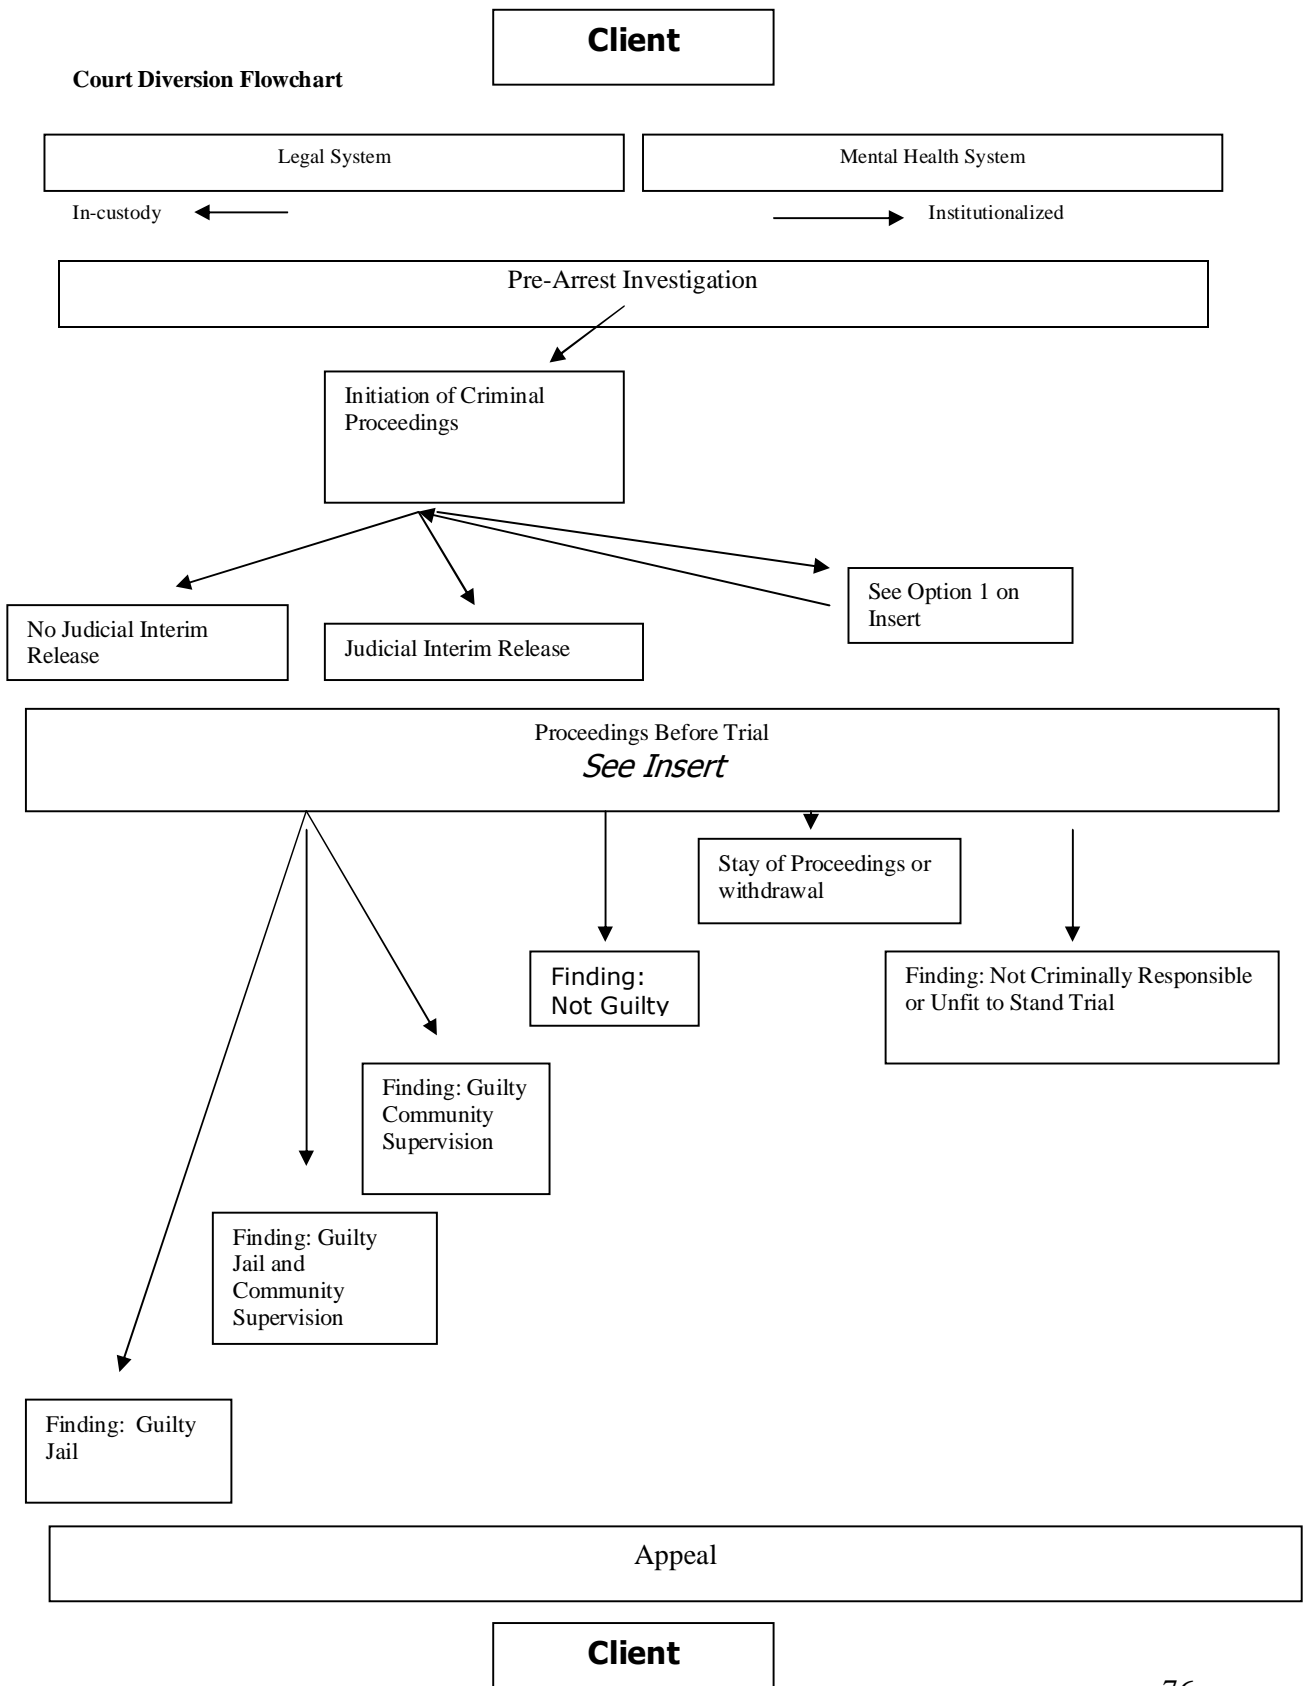 Client
Court Diversion Flowchart
Legal System
Mental Health System
In-custody
Institutionalized
Pre-Arrest Investigation
Initiation of Criminal
Proceedings
See Option 1 on
Insert
No Judicial Interim
Release
Judicial Interim Release
Proceedings Before Trial
See Insert
Stay of Proceedings or
withdrawal
Finding:
Not Guilty
Finding: Not Criminally Responsible
or Unfit to Stand Trial
Finding: Guilty
Community
Supervision
Finding: Guilty
Jail and
Community
Supervision
Finding:  Guilty
Jail
Appeal
Client
76